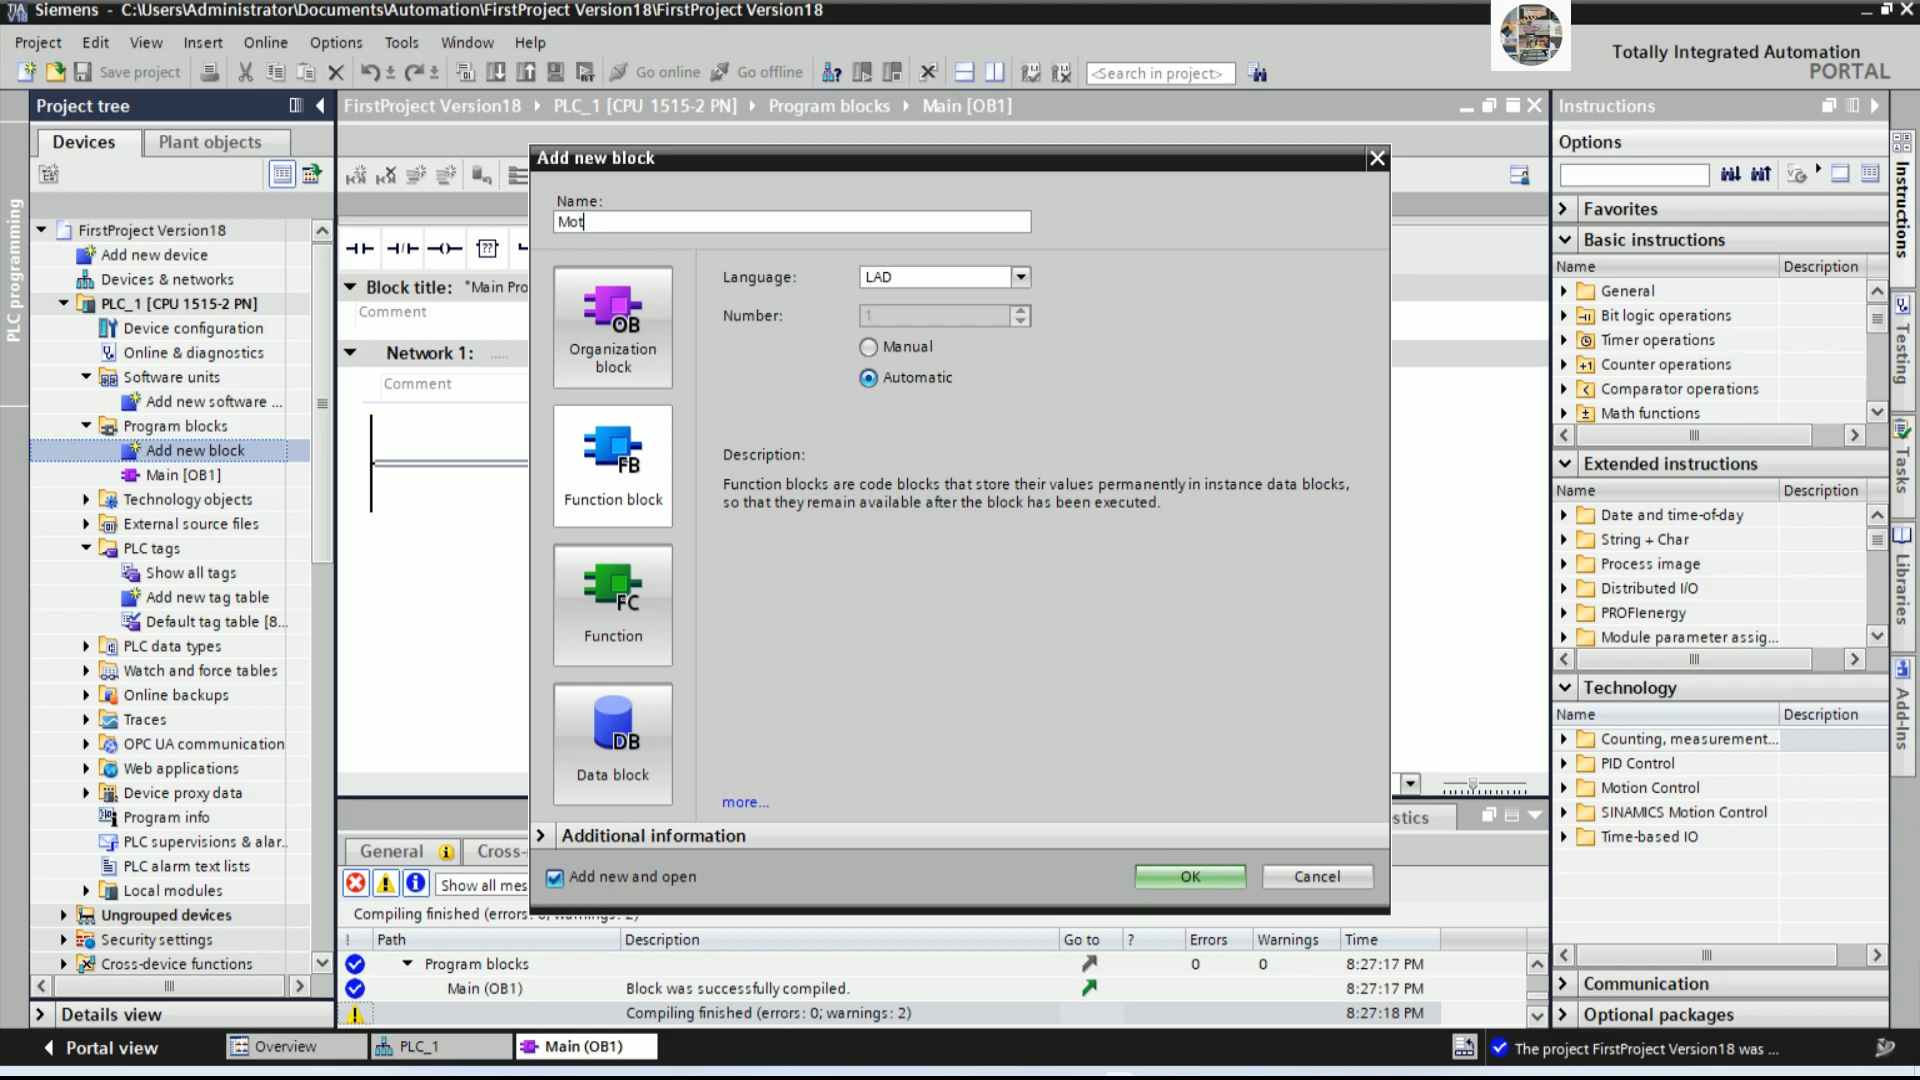 Siemens - C:\Users\Administrator\Documents\Automation\FirstProject Version18\FirstProject Version18
Project Edit View Insert Online Options Tools Window Help
Totally Integrated Automation
PORTAL
Save project Go online Go offline <Search in project>
Project tree
FirstProject Version18 PLC_1 [CPU 1515-2 PN] Program blocks Main [OB1]
Instructions
Devices Plant objects
Options
PLC programming
FirstProject Version18
Add new device
Devices & networks
PLC_1 [CPU 1515-2 PN]
Device configuration
Online & diagnostics
Software units
Add new software ...
Program blocks
Add new block
Main [OB1]
Technology objects
External source files
PLC tags
Show all tags
Add new tag table
Default tag table [8...
PLC data types
Watch and force tables
Online backups
Traces
OPC UA communication
Web applications
Device proxy data
Program info
PLC supervisions & alar..
PLC alarm text lists
Local modules
Ungrouped devices
Security settings
Cross-device functions
Details view
??
Block title: "Main Pro
Comment
Network 1: .....
Comment
Add new block
Name:
Mot
OB
Organization
block
FB
Function block
FC
Function
DB
Data block
Language: LAD
Number: 1
Manual
Automatic
Description:
Function blocks are code blocks that store their values permanently in instance data blocks,
so that they remain available after the block has been executed.
more...
Additional information
Add new and open
OK Cancel
stics
General Cross-
Show all mes
Compiling finished (errors: 0; warnings: 2)
! Path Description Go to ? Errors Warnings Time
Program blocks 0 0 8:27:17 PM
Main (OB1) Block was successfully compiled. 8:27:17 PM
Compiling finished (errors: 0; warnings: 2) 8:27:18 PM
Favorites
Basic instructions
Name Description
General
Bit logic operations
Timer operations
Counter operations
Comparator operations
Math functions
Extended instructions
Name Description
Date and time-of-day
String + Char
Process image
Distributed I/O
PROFIenergy
Module parameter assig...
Technology
Name Description
Counting, measurement...
PID Control
Motion Control
SINAMICS Motion Control
Time-based IO
Communication
Optional packages
Instructions
Testing
Tasks
Libraries
Add-Ins
Portal view Overview PLC_1 Main (OB1) The project FirstProject Version18 was ...